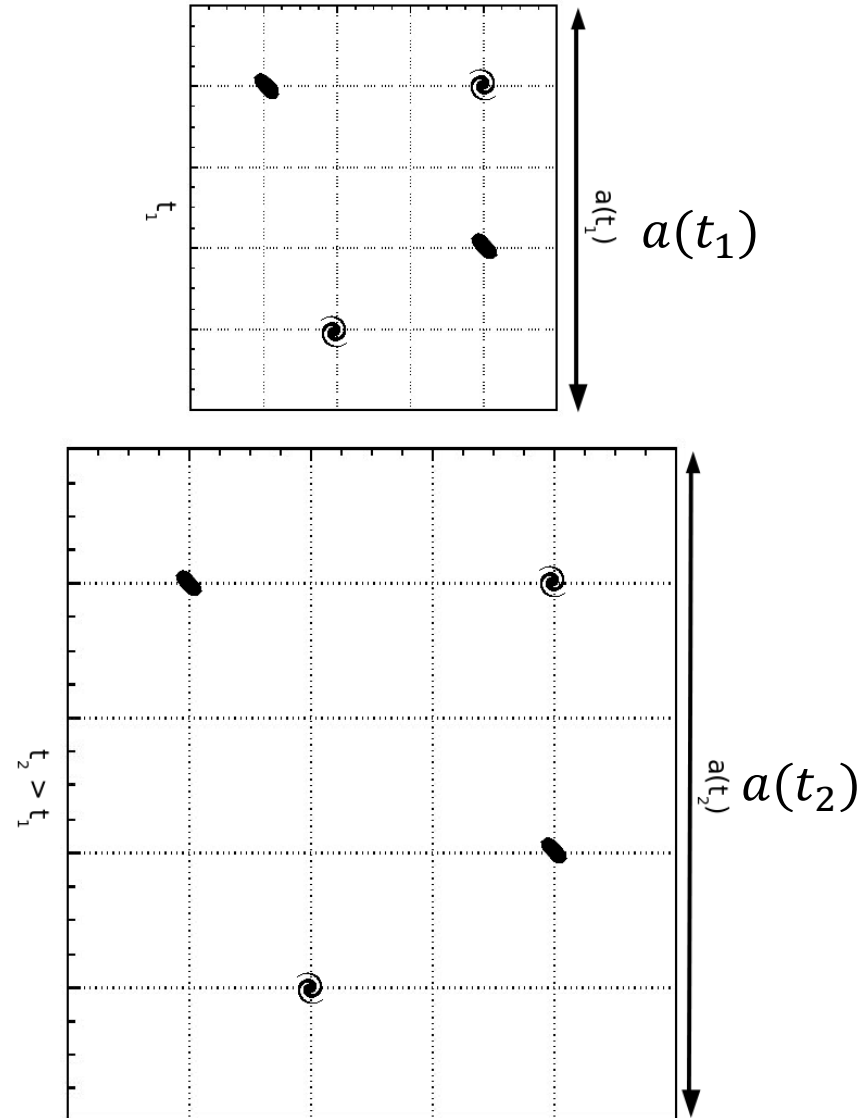 t₁
a(t₁)
a(t₁)
t₂ > t₁
a(t₂)
a(t₂)